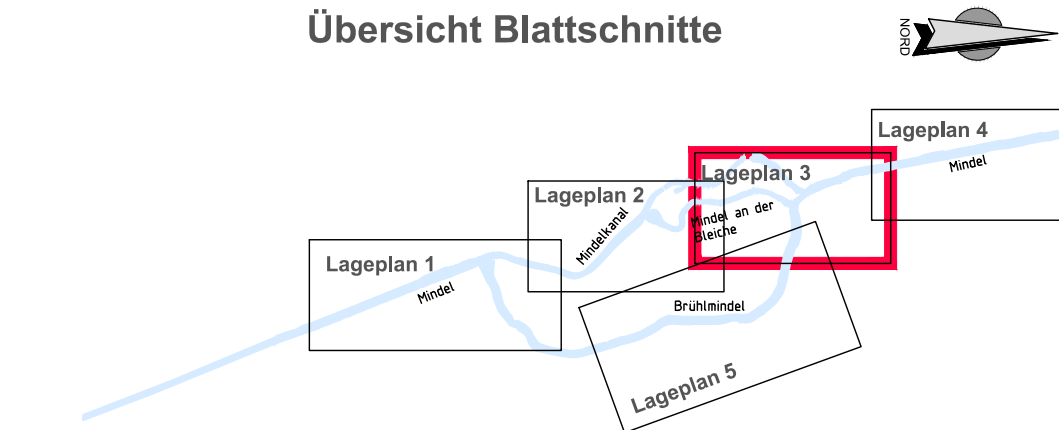 Übersicht Blattschnitte
NORD
Lageplan 4
Mindel
Lageplan 3
Lageplan 2
Mindel an der
Bleiche
Mindelkanal
Lageplan 1
Mindel
Brühlmindel
Lageplan 5